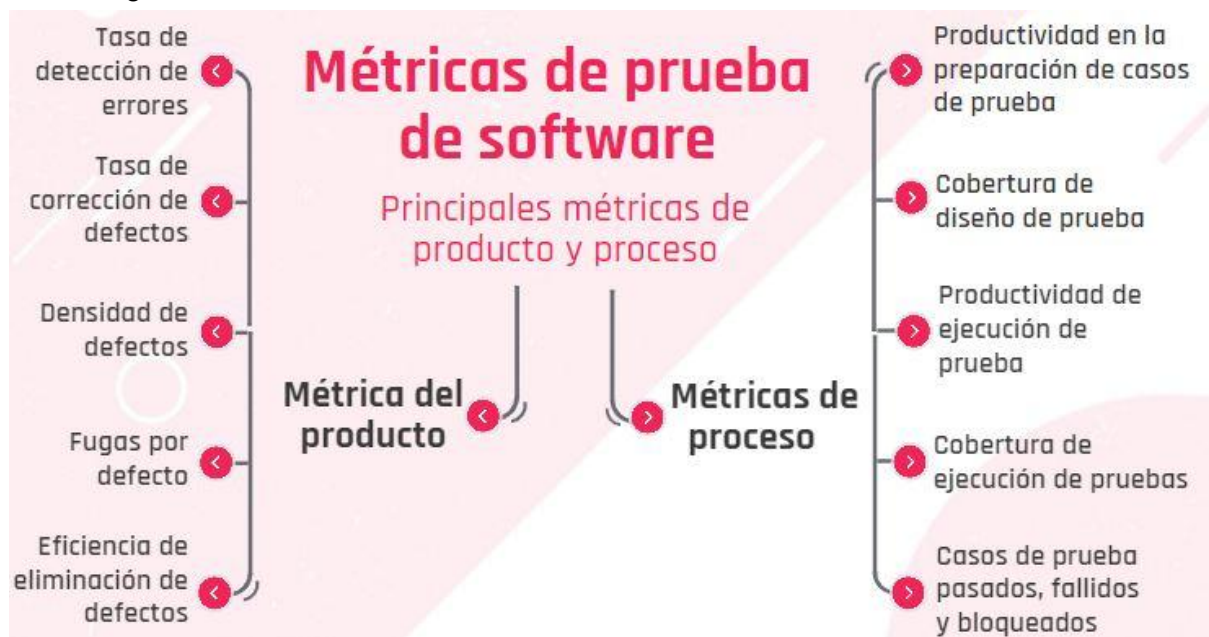 Métricas de prueba
de software
Principales métricas de
producto y proceso
Métrica del
producto
Tasa de
detección de
errores
Tasa de
corrección de
defectos
Densidad de
defectos
Fugas por
defecto
Eficiencia de
eliminación de
defectos
Métricas de
proceso
Productividad en la
preparación de casos
de prueba
Cobertura de
diseño de prueba
Productividad de
ejecución de
prueba
Cobertura de
ejecución de pruebas
Casos de prueba
pasados, fallidos
y bloqueados